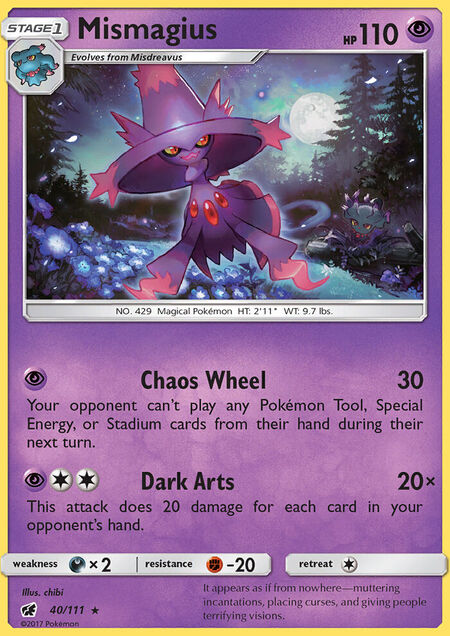 STAGE1
Mismagius
HP 110
Evolves from Misdreavus
NO. 429 Magical Pokémon HT: 2'11" WT: 9.7 lbs.
Chaos Wheel 30
Your opponent can't play any Pokémon Tool, Special
Energy, or Stadium cards from their hand during their
next turn.
Dark Arts 20×
This attack does 20 damage for each card in your
opponent's hand.
weakness ×2 resistance -20 retreat
Illus. chibi
40/111 ★
©2017 Pokémon
It appears as if from nowhere—muttering
incantations, placing curses, and giving people
terrifying visions.